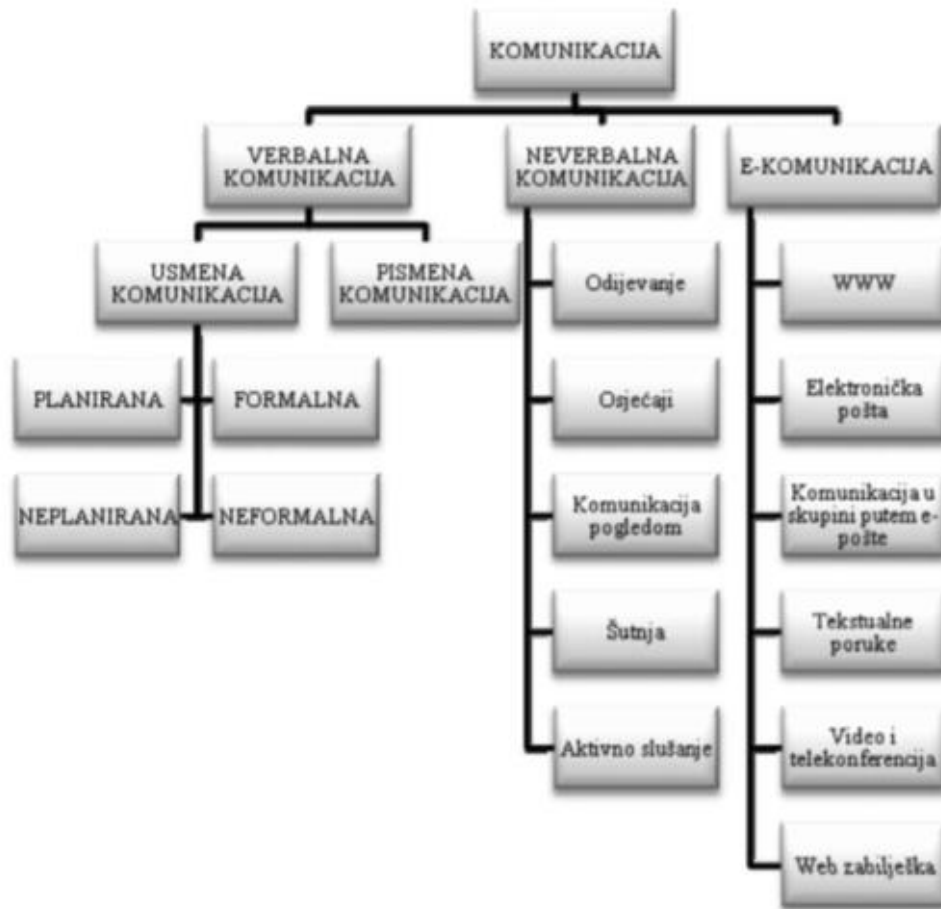 KOMUNIKACIJA
VERBALNA
KOMUNIKACIJA
NEVERBALNA
KOMUNIKACIJA
E-KOMUNIKACIJA
USMENA
KOMUNIKACIJA
PISMENA
KOMUNIKACIJA
PLANIRANA
FORMALNA
NEPLANIRANA
NEFORMALNA
Odijevanje
Osjećaji
Komunikacija
pogledom
Šutnja
Aktivno slušanje
WWW
Elektronička
pošta
Komunikacija u
skupini putem e-
pošte
Tekstualne
poruke
Video i
telekonferencija
Web zabilješka